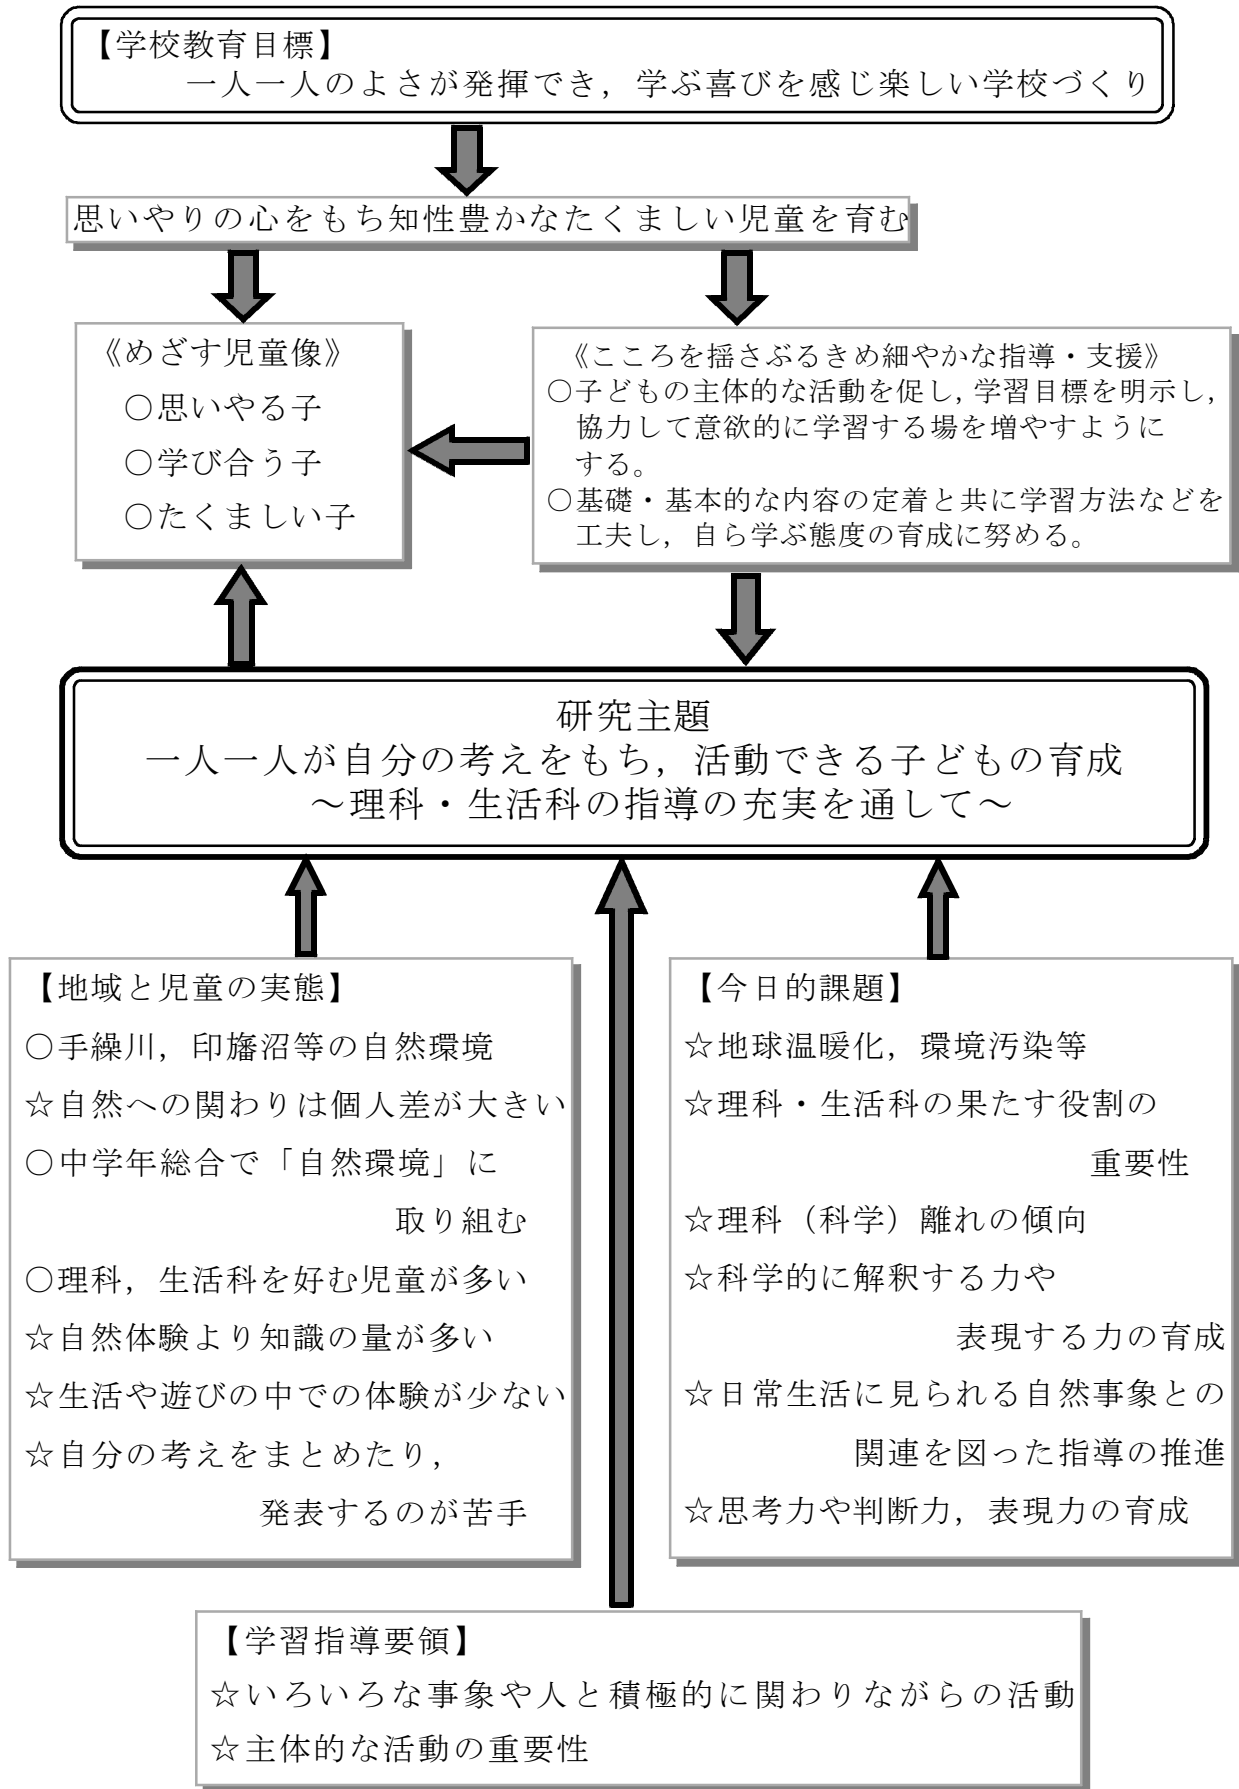 【学校教育目標】
一人一人のよさが発揮でき，学ぶ喜びを感じ楽しい学校づくり
思いやりの心をもち知性豊かなたくましい児童を育む
《めざす児童像》
○思いやる子
○学び合う子
○たくましい子
《こころを揺さぶるきめ細やかな指導・支援》
○子どもの主体的な活動を促し，学習目標を明示し，
協力して意欲的に学習する場を増やすように
する。
○基礎・基本的な内容の定着と共に学習方法などを
工夫し，自ら学ぶ態度の育成に努める。
研究主題
一人一人が自分の考えをもち，活動できる子どもの育成
～理科・生活科の指導の充実を通して～
【地域と児童の実態】
○手繰川，印旛沼等の自然環境
☆自然への関わりは個人差が大きい
○中学年総合で「自然環境」に
取り組む
○理科，生活科を好む児童が多い
☆自然体験より知識の量が多い
☆生活や遊びの中での体験が少ない
☆自分の考えをまとめたり，
発表するのが苦手
【今日的課題】
☆地球温暖化，環境汚染等
☆理科・生活科の果たす役割の
重要性
☆理科（科学）離れの傾向
☆科学的に解釈する力や
表現する力の育成
☆日常生活に見られる自然事象との
関連を図った指導の推進
☆思考力や判断力，表現力の育成
【学習指導要領】
☆いろいろな事象や人と積極的に関わりながらの活動
☆主体的な活動の重要性